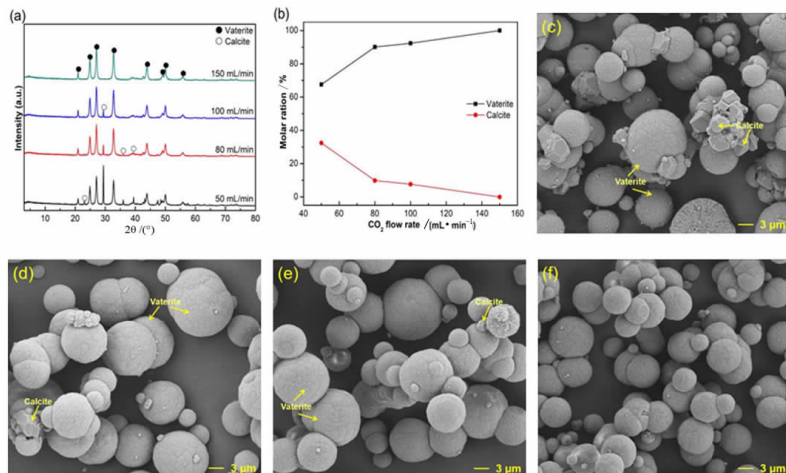 (a)
Vaterite
Calcite
150 mL/min
100 mL/min
80 mL/min
50 mL/min
Intensity (a.u.)
3 10 20 30 40 50 60 70 80
2θ /(°)
(b)
Molar ration / %
100
80
60
40
20
0
Vaterite
Calcite
40 60 80 100 120 140 160
CO₂ flow rate /(mL•min⁻¹)
(c)
Calcite
Vaterite
3 μm
(d)
Vaterite
Calcite
3 μm
(e)
Calcite
Vaterite
3 μm
(f)
3 μm